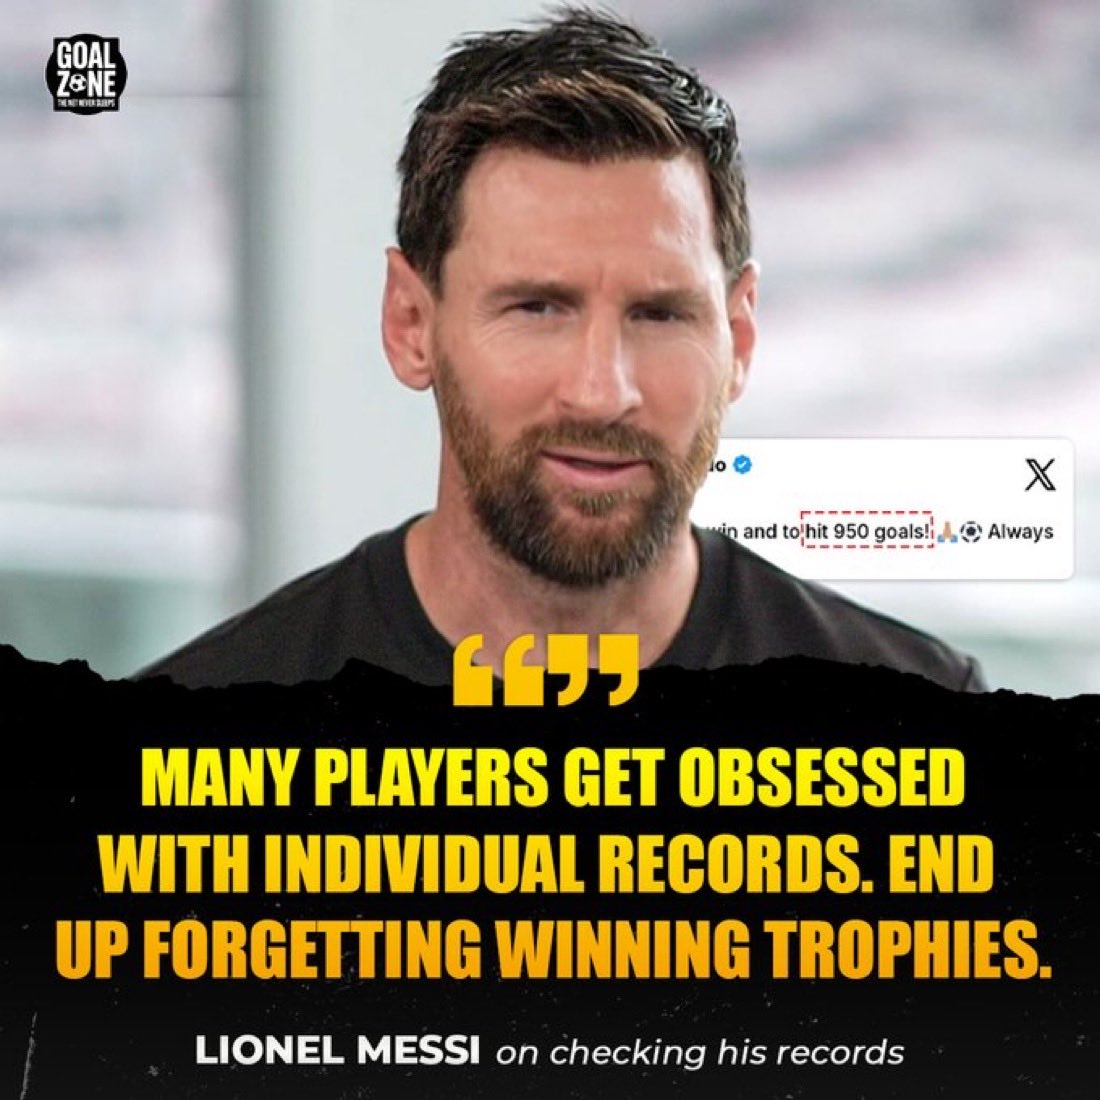 GOAL
ZONE
THE NET NEVER SLEEPS
X
win and to hit 950 goals! 🙏🏼⚽ Always
“”
MANY PLAYERS GET OBSESSED
WITH INDIVIDUAL RECORDS. END
UP FORGETTING WINNING TROPHIES.
LIONEL MESSI on checking his records